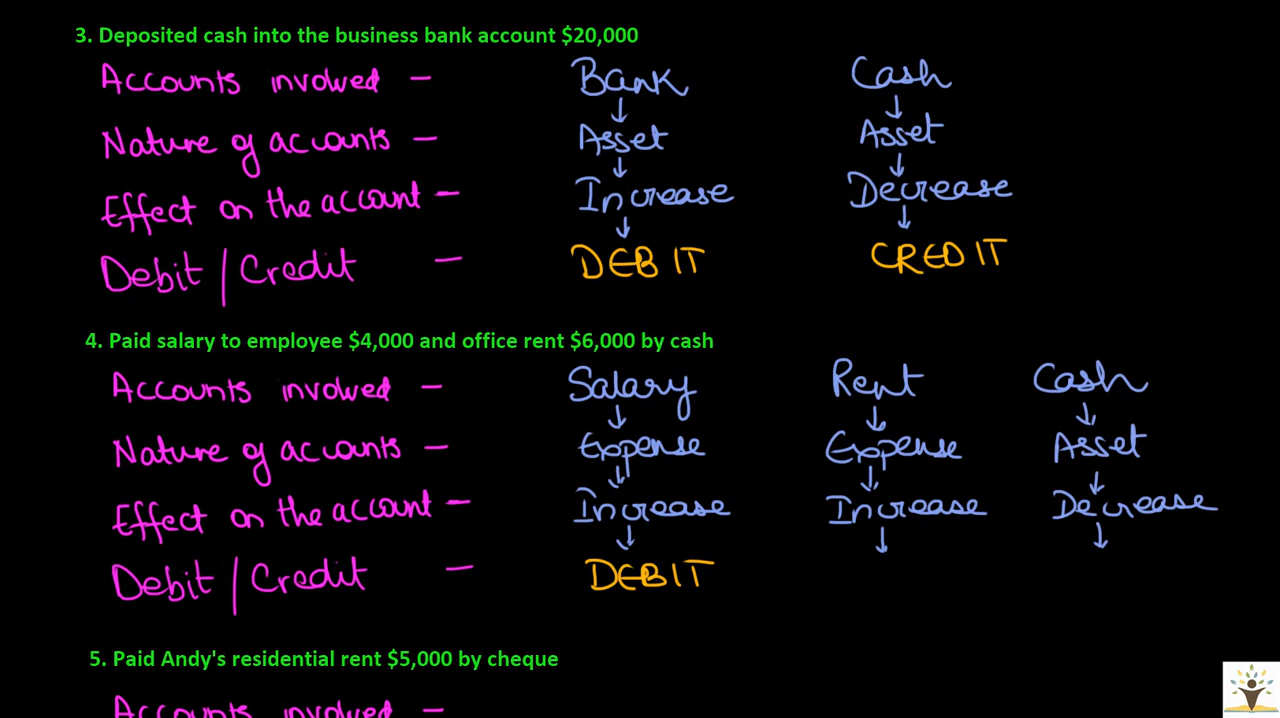 3. Deposited cash into the business bank account $20,000
Accounts involved - Bank Cash
↓ ↓
Nature of accounts - Asset Asset
↓ ↓
Effect on the account - Increase Decrease
↓ ↓
Debit / Credit - DEBIT CREDIT
4. Paid salary to employee $4,000 and office rent $6,000 by cash
Accounts involved - Salary Rent Cash
↓ ↓ ↓
Nature of accounts - Expense Expense Asset
↓ ↓ ↓
Effect on the account - Increase Increase Decrease
↓ ↓ ↓
Debit / Credit - DEBIT
5. Paid Andy's residential rent $5,000 by cheque
Accounts involved -